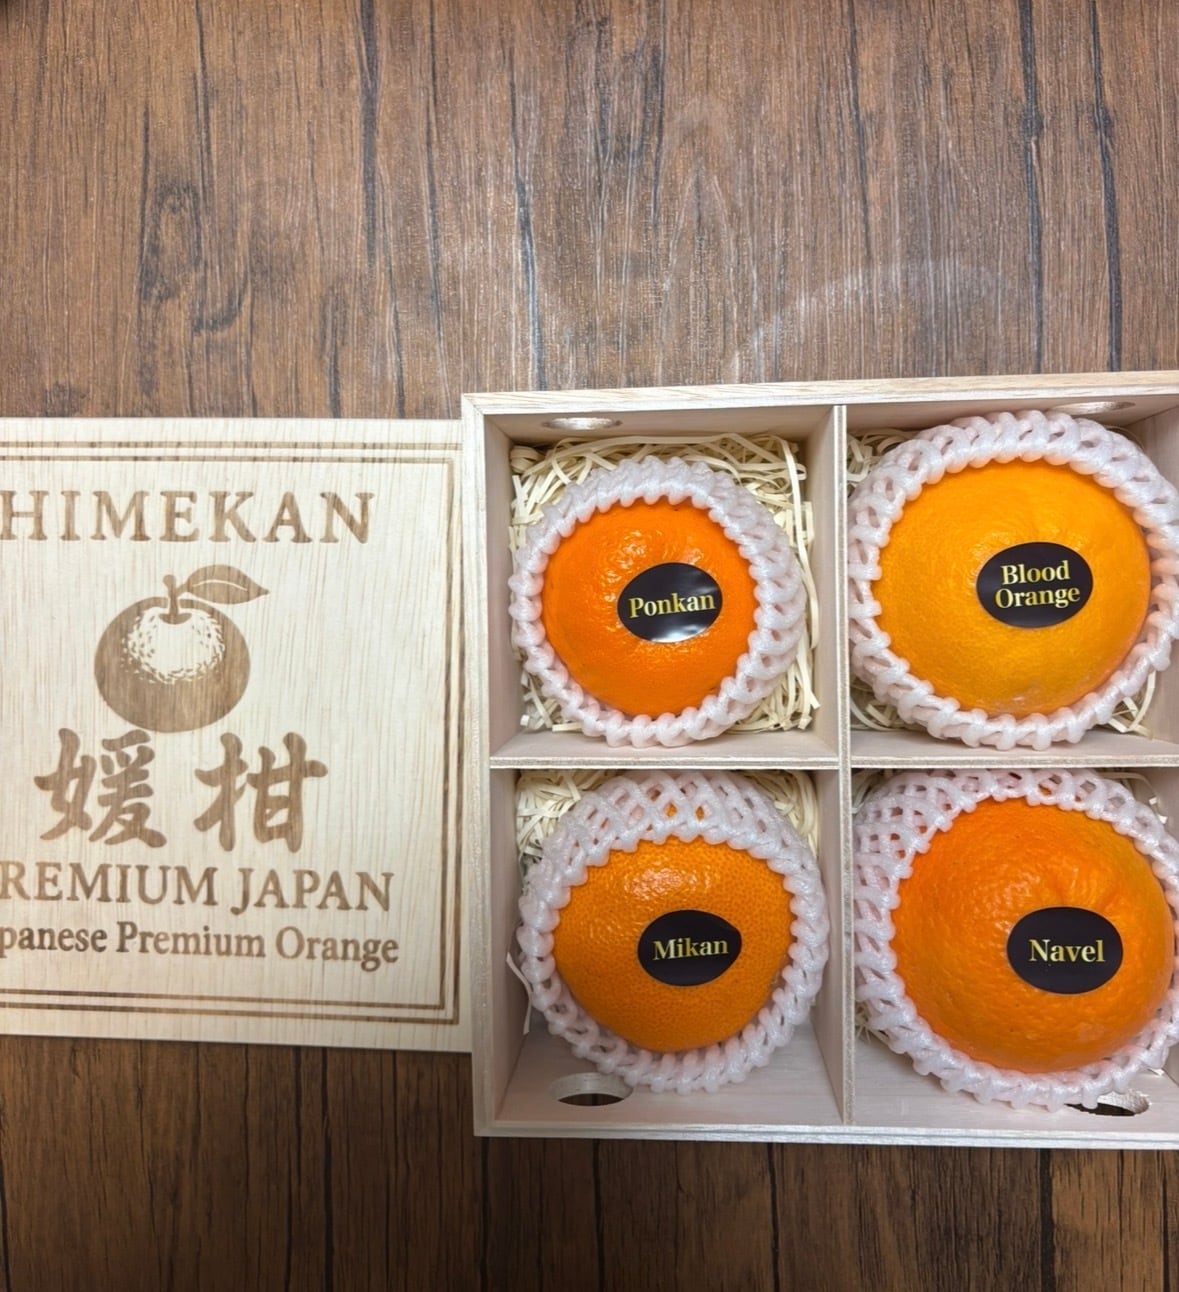 HIMEKAN
媛柑
REMIUM JAPAN
panese Premium Orange
Ponkan
Blood
Orange
Mikan
Navel